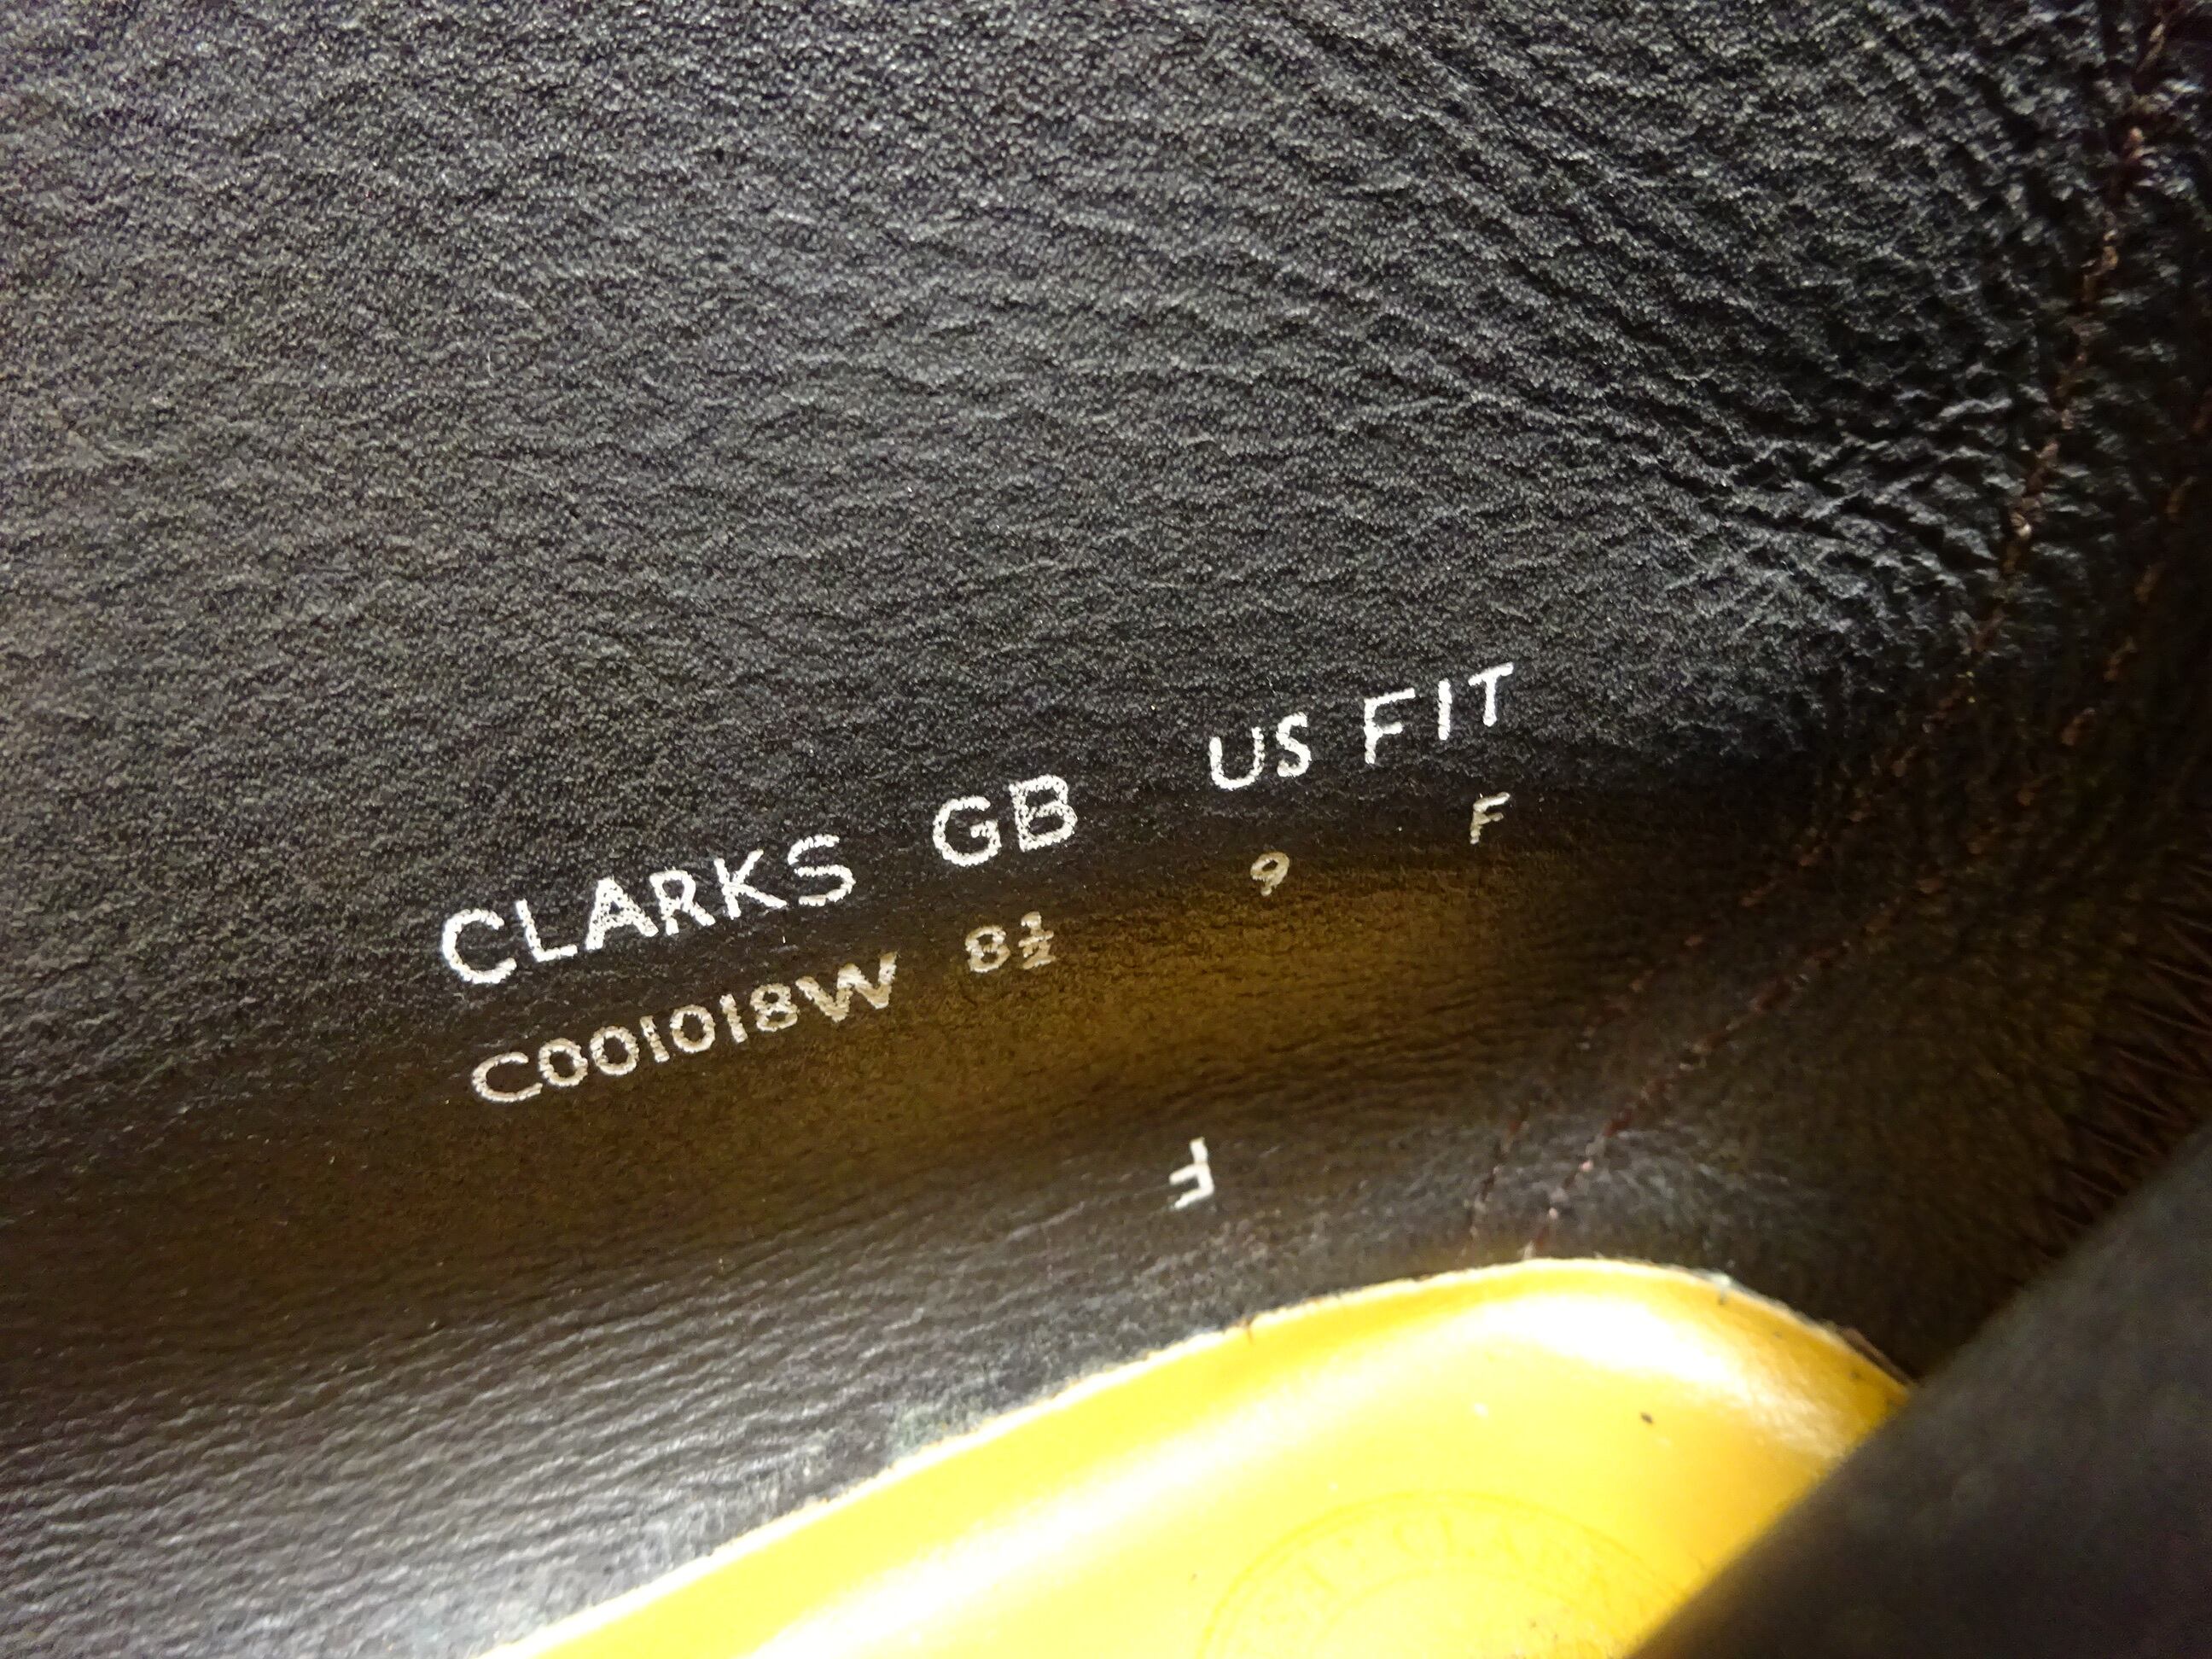 CLARKS GB US FIT
C001018W 8½ 9 F
F